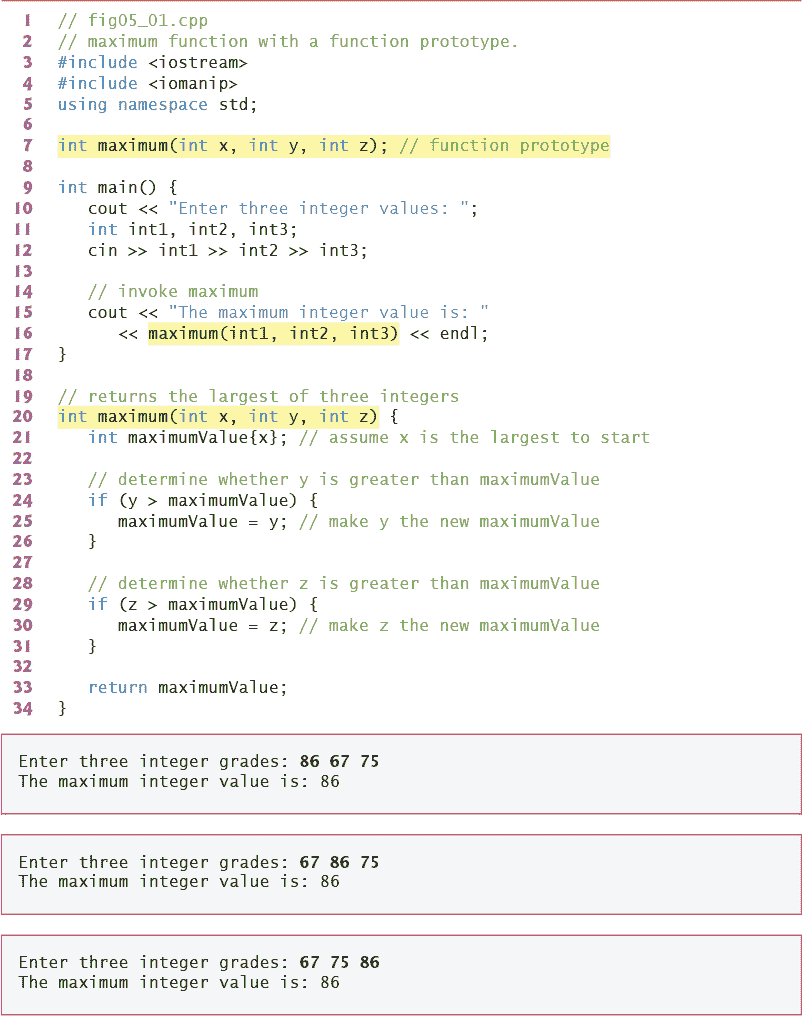 1 // fig05_01.cpp
2 // maximum function with a function prototype.
3 #include <iostream>
4 #include <iomanip>
5 using namespace std;
6
7 int maximum(int x, int y, int z); // function prototype
8
9 int main() {
10 cout << "Enter three integer values: ";
11 int int1, int2, int3;
12 cin >> int1 >> int2 >> int3;
13
14 // invoke maximum
15 cout << "The maximum integer value is: "
16 << maximum(int1, int2, int3) << endl;
17 }
18
19 // returns the largest of three integers
20 int maximum(int x, int y, int z) {
21 int maximumValue{x}; // assume x is the largest to start
22
23 // determine whether y is greater than maximumValue
24 if (y > maximumValue) {
25 maximumValue = y; // make y the new maximumValue
26 }
27
28 // determine whether z is greater than maximumValue
29 if (z > maximumValue) {
30 maximumValue = z; // make z the new maximumValue
31 }
32
33 return maximumValue;
34 }
Enter three integer grades: 86 67 75
The maximum integer value is: 86
Enter three integer grades: 67 86 75
The maximum integer value is: 86
Enter three integer grades: 67 75 86
The maximum integer value is: 86